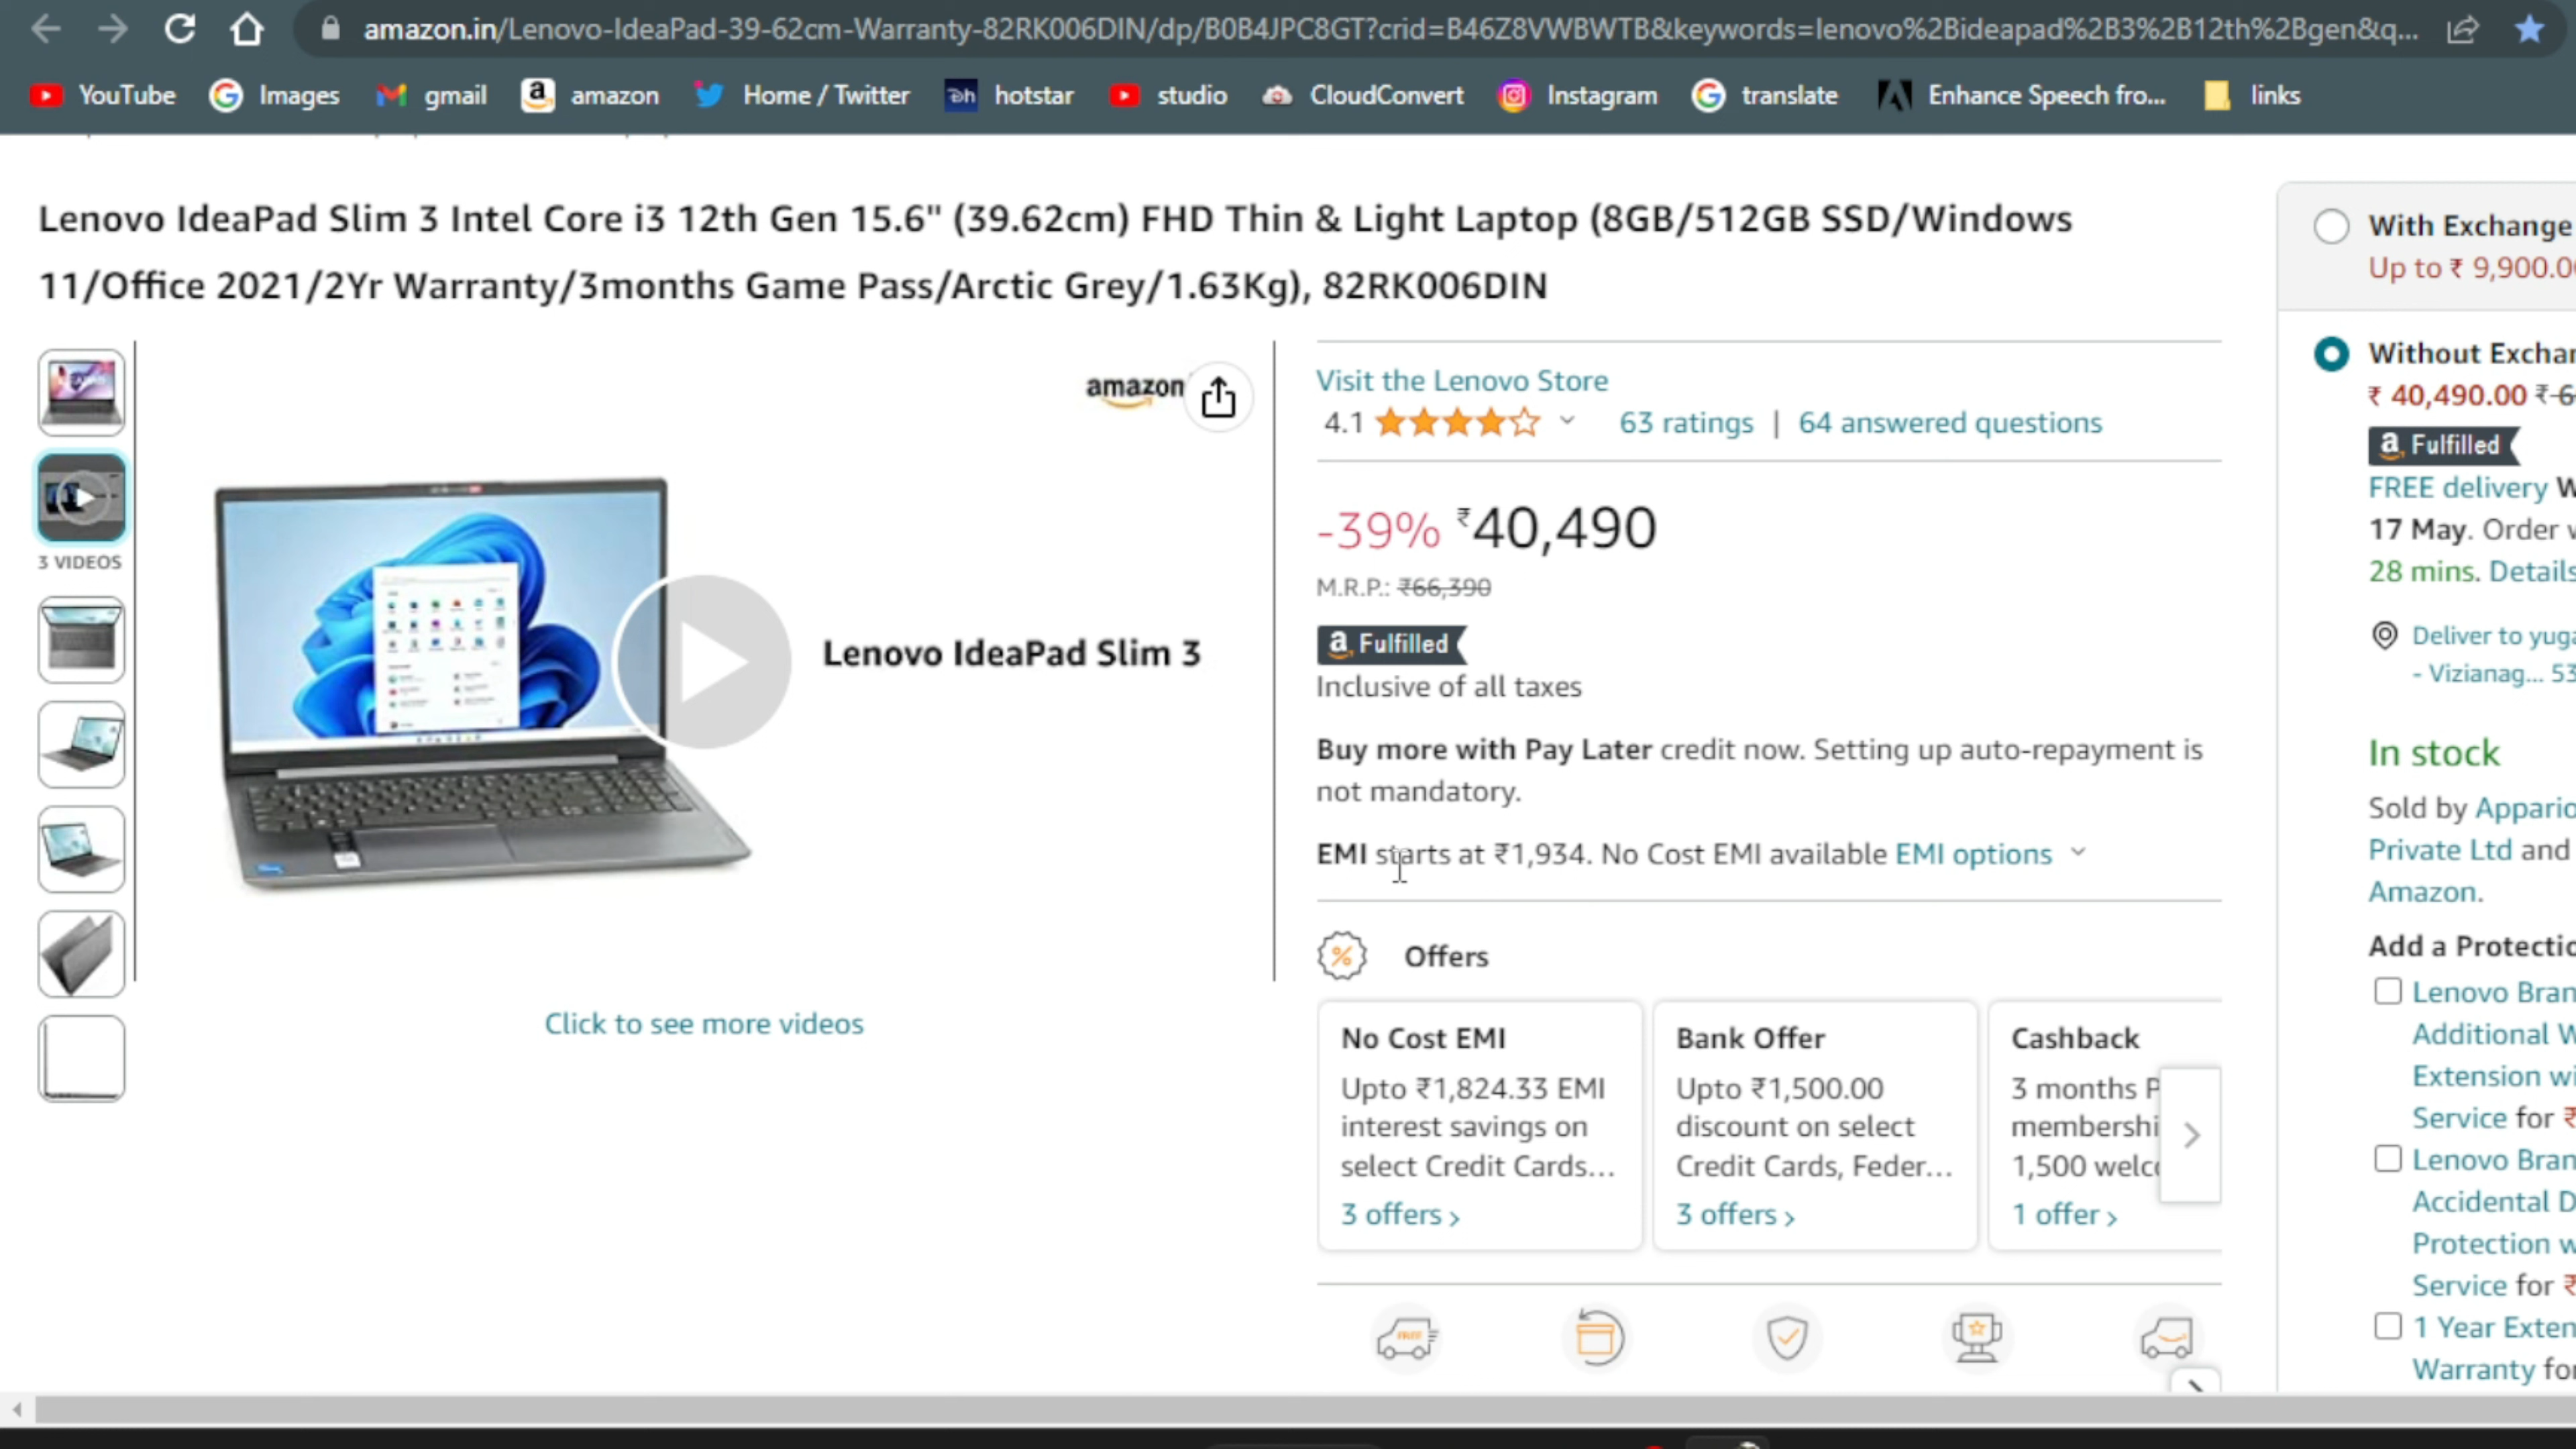 amazon.in/Lenovo-IdeaPad-39-62cm-Warranty-82RK006DIN/dp/B0B4JPC8GT?crid=B46Z8VWBWTB&keywords=lenovo%2Bideapad%2B3%2B12th%2Bgen&q...
YouTube Images gmail amazon Home / Twitter hotstar studio CloudConvert Instagram translate Enhance Speech fro... links
Lenovo IdeaPad Slim 3 Intel Core i3 12th Gen 15.6" (39.62cm) FHD Thin & Light Laptop (8GB/512GB SSD/Windows
11/Office 2021/2Yr Warranty/3months Game Pass/Arctic Grey/1.63Kg), 82RK006DIN
3 VIDEOS
amazon
Lenovo IdeaPad Slim 3
Click to see more videos
Visit the Lenovo Store
4.1 63 ratings | 64 answered questions
-39% ₹40,490
M.R.P.: ₹66,390
a Fulfilled
Inclusive of all taxes
Buy more with Pay Later credit now. Setting up auto-repayment is
not mandatory.
EMI starts at ₹1,934. No Cost EMI available EMI options
% Offers
No Cost EMI
Upto ₹1,824.33 EMI
interest savings on
select Credit Cards...
3 offers ›
Bank Offer
Upto ₹1,500.00
discount on select
Credit Cards, Feder...
3 offers ›
Cashback
3 months P
membershi
1,500 welc
1 offer ›
FREE
With Exchange
Up to ₹ 9,900.0
Without Exchan
₹ 40,490.00 ₹ 6
a Fulfilled
FREE delivery W
17 May. Order w
28 mins. Details
Deliver to yuga
- Vizianag... 53
In stock
Sold by Appario
Private Ltd and
Amazon.
Add a Protectio
Lenovo Bran
Additional W
Extension wi
Service for ₹
Lenovo Bran
Accidental D
Protection w
Service for ₹
1 Year Exten
Warranty for